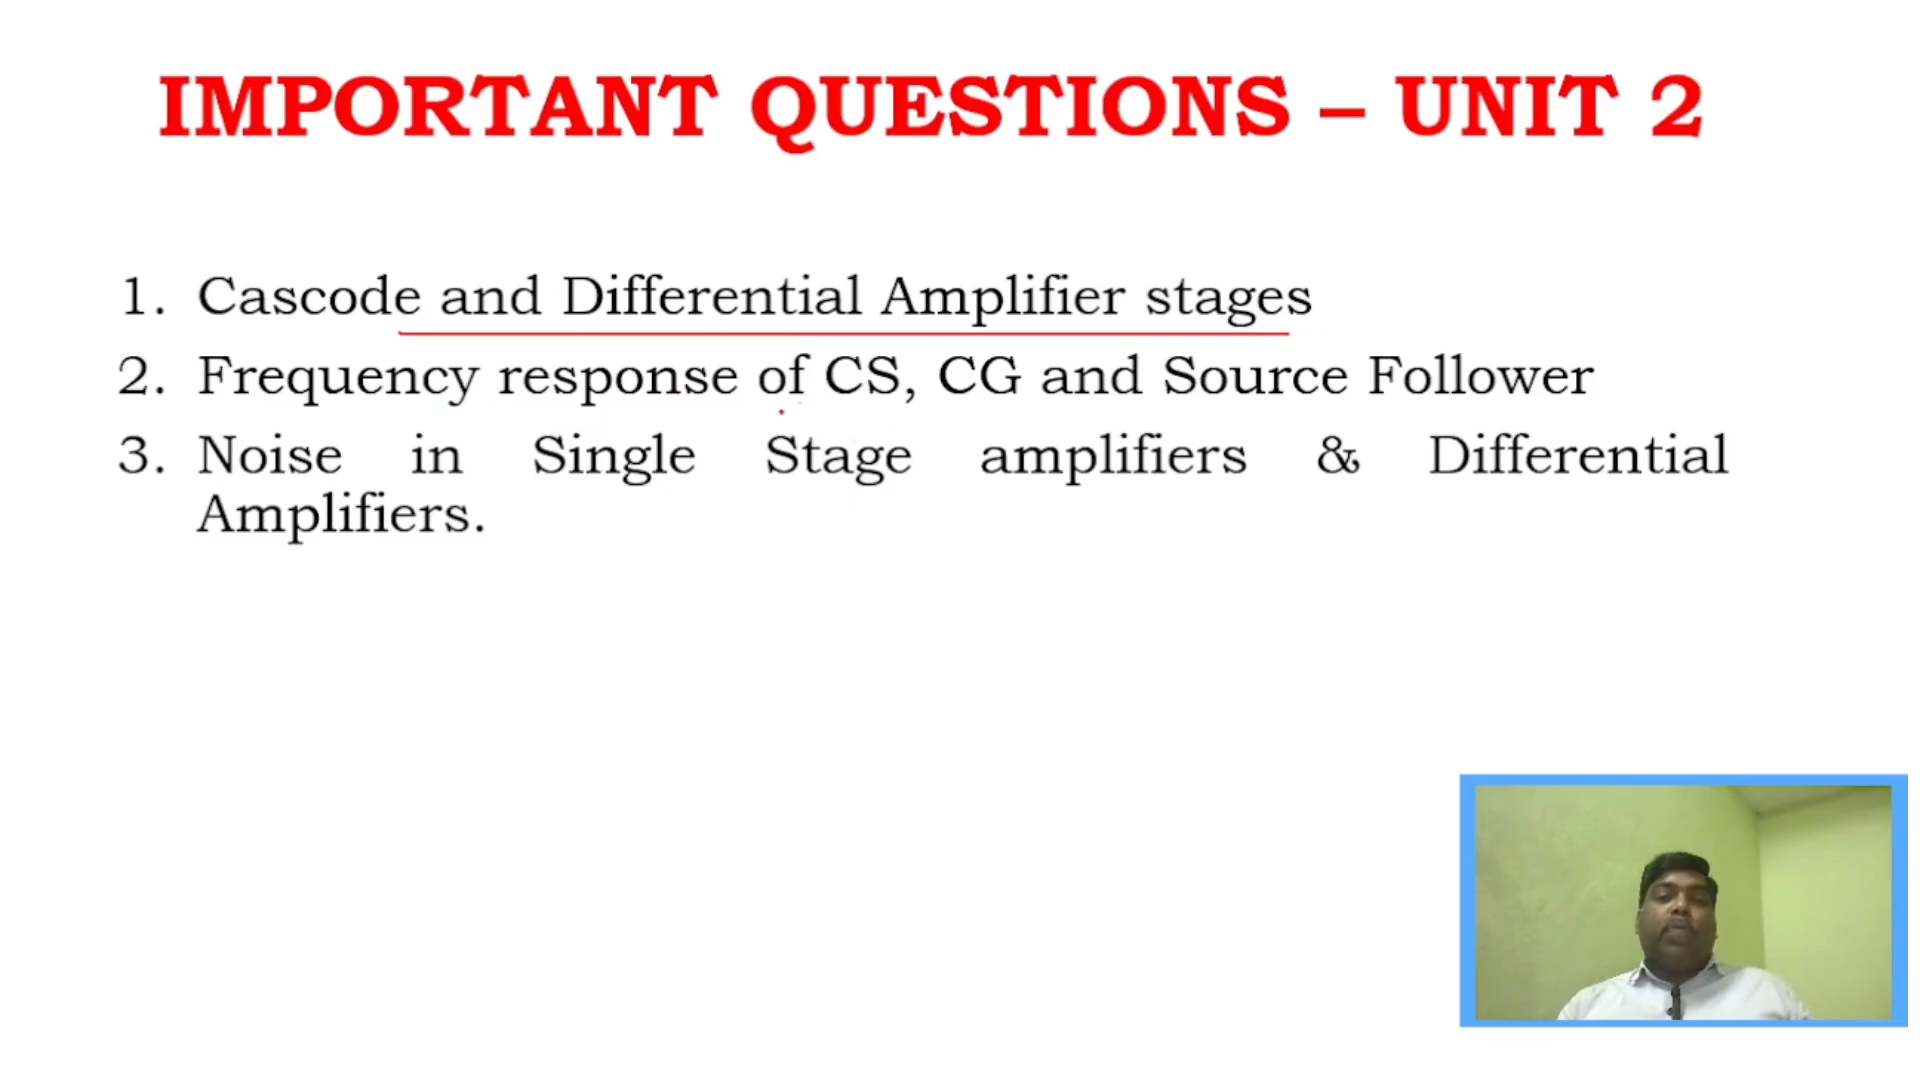 IMPORTANT QUESTIONS – UNIT 2
1. Cascode and Differential Amplifier stages
2. Frequency response of CS, CG and Source Follower
3. Noise in Single Stage amplifiers & Differential
Amplifiers.